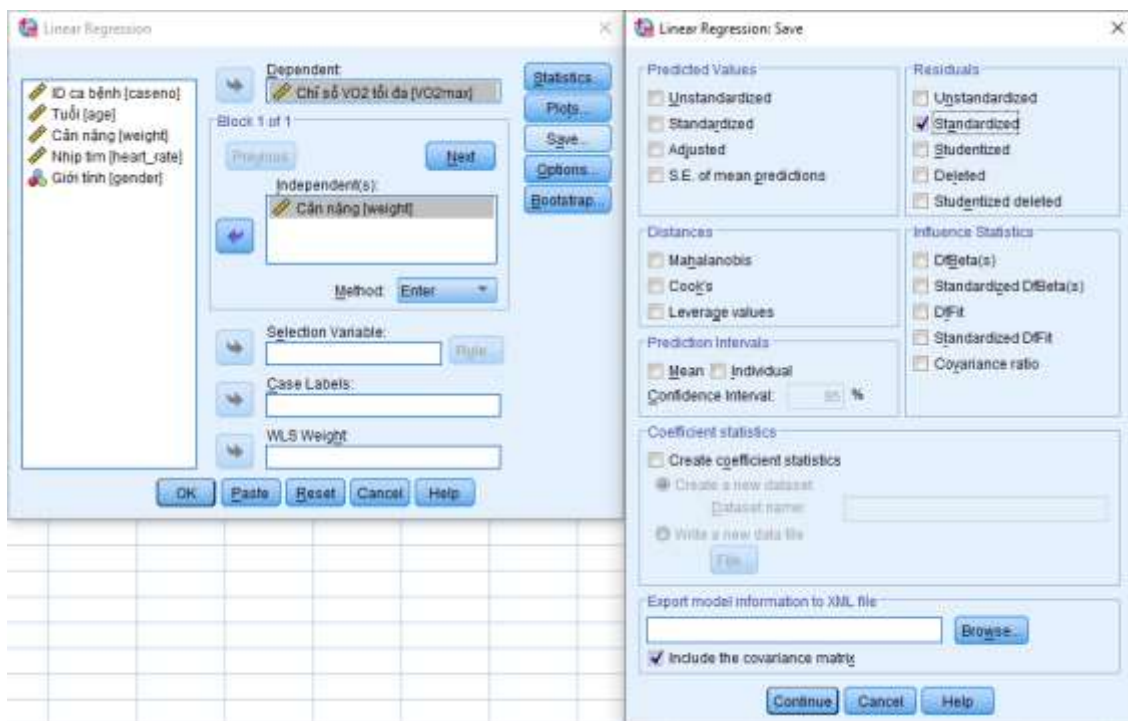 Linear Regression
ID ca bệnh [caseno]
Tuổi [age]
Cân nặng [weight]
Nhịp tim [heart_rate]
Giới tính [gender]
Dependent:
Chỉ số VO2 tối đa [VO2max]
Block 1 of 1
Previous
Next
Independent(s):
Cân nặng [weight]
Method: Enter
Selection Variable:
Rule...
Case Labels:
WLS Weight:
Statistics...
Plots...
Save...
Options...
Bootstrap...
OK
Paste
Reset
Cancel
Help
Linear Regression: Save
Predicted Values
Unstandardized
Standardized
Adjusted
S.E. of mean predictions
Residuals
Unstandardized
Standardized
Studentized
Deleted
Studentized deleted
Distances
Mahalanobis
Cook's
Leverage values
Influence Statistics
DfBeta(s)
Standardized DfBeta(s)
DfFit
Standardized DfFit
Covariance ratio
Prediction Intervals
Mean Individual
Confidence Interval: 95 %
Coefficient statistics
Create coefficient statistics
Create a new dataset
Dataset name:
Write a new data file
File...
Export model information to XML file
Browse...
Include the covariance matrix
Continue
Cancel
Help